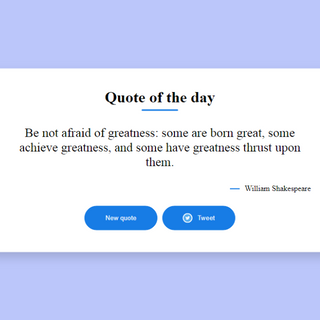 Quote of the day
Be not afraid of greatness: some are born great, some
achieve greatness, and some have greatness thrust upon
them.
William Shakespeare
New quote
Tweet